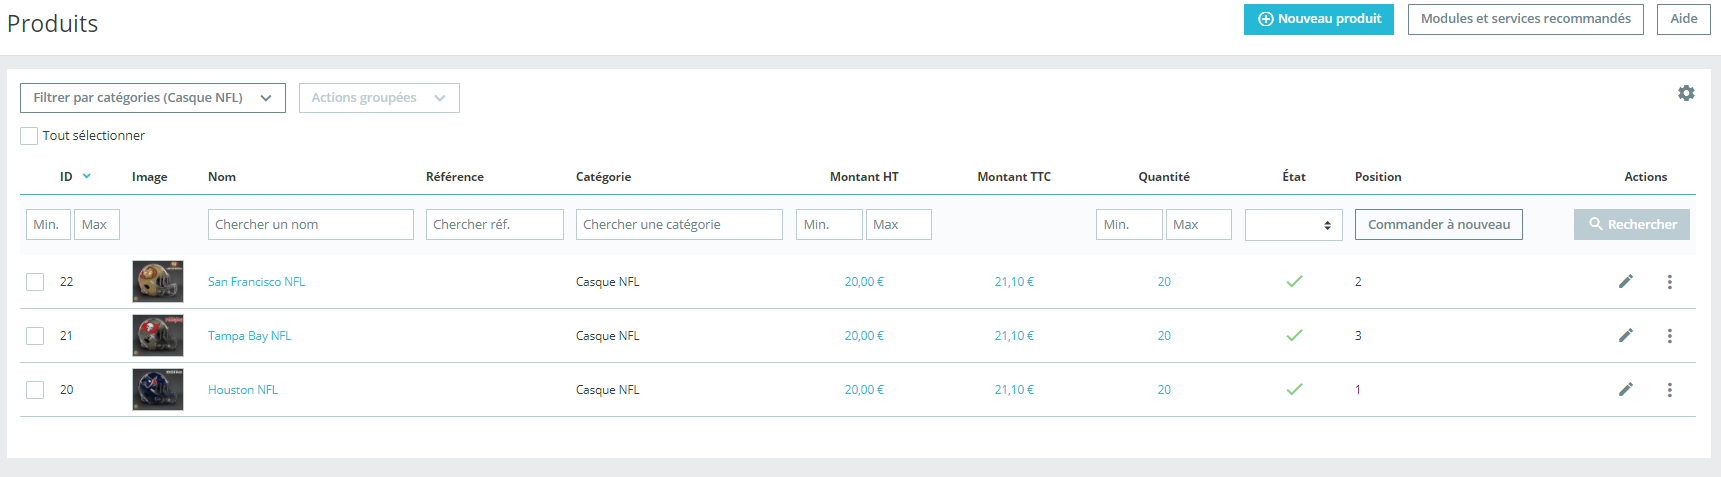 Produits
Nouveau produit
Modules et services recommandés
Aide
Filtrer par catégories (Casque NFL)
Actions groupées
Tout sélectionner
ID Image Nom Référence Catégorie Montant HT Montant TTC Quantité État Position Actions
Min. Max Chercher un nom Chercher réf. Chercher une catégorie Min. Max Min. Max Commander à nouveau Rechercher
22 San Francisco NFL Casque NFL 20,00 € 21,10 € 20 2
21 Tampa Bay NFL Casque NFL 20,00 € 21,10 € 20 3
20 Houston NFL Casque NFL 20,00 € 21,10 € 20 1